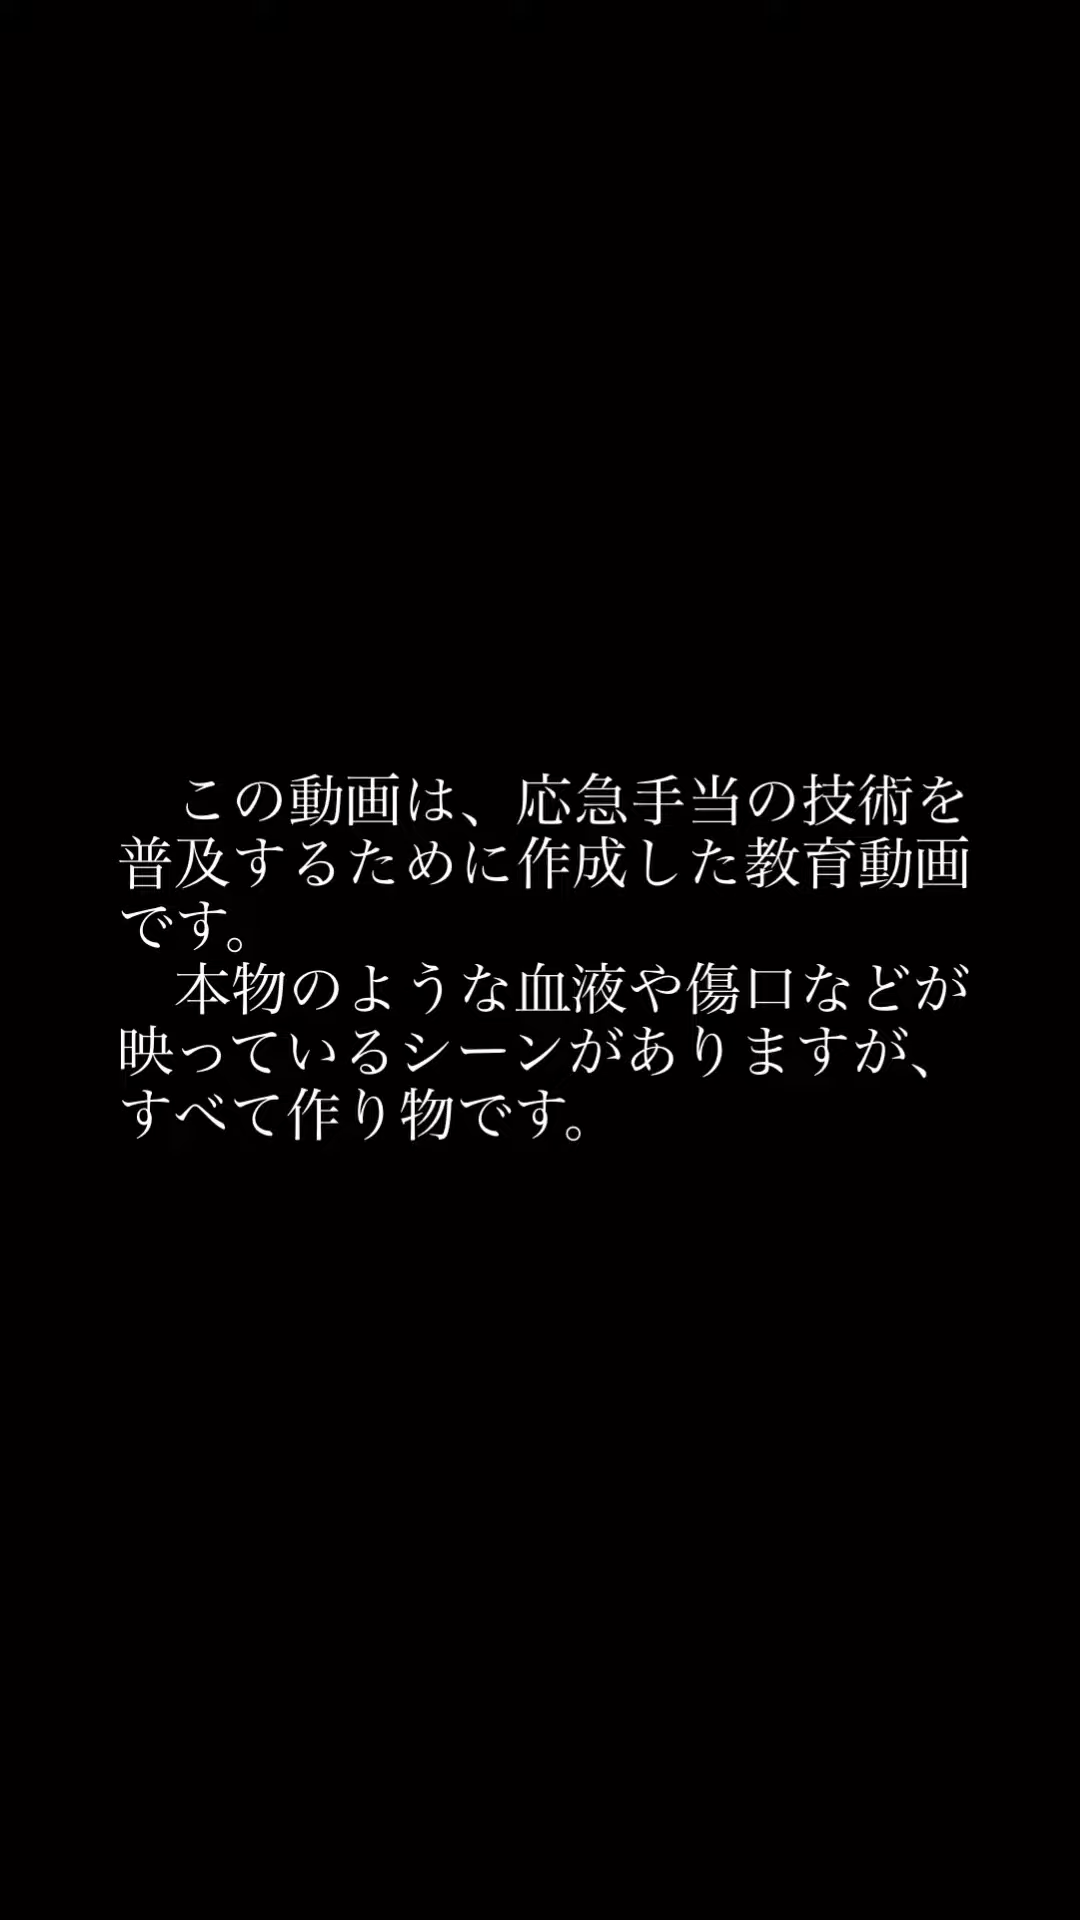 この動画は、応急手当の技術を
普及するために作成した教育動画
です。
　本物のような血液や傷口などが
映っているシーンがありますが、
すべて作り物です。